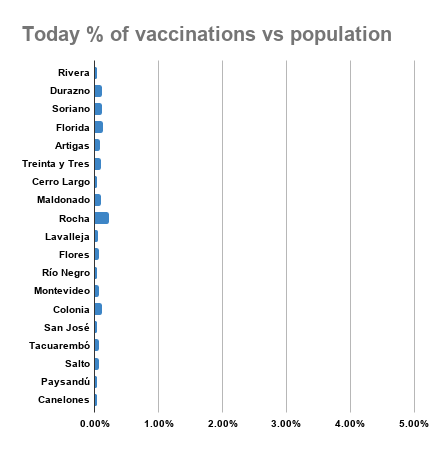 Today % of vaccinations vs population
Rivera
Durazno
Soriano
Florida
Artigas
Treinta y Tres
Cerro Largo
Maldonado
Rocha
Lavalleja
Flores
Río Negro
Montevideo
Colonia
San José
Tacuarembó
Salto
Paysandú
Canelones
0.00% 1.00% 2.00% 3.00% 4.00% 5.00%